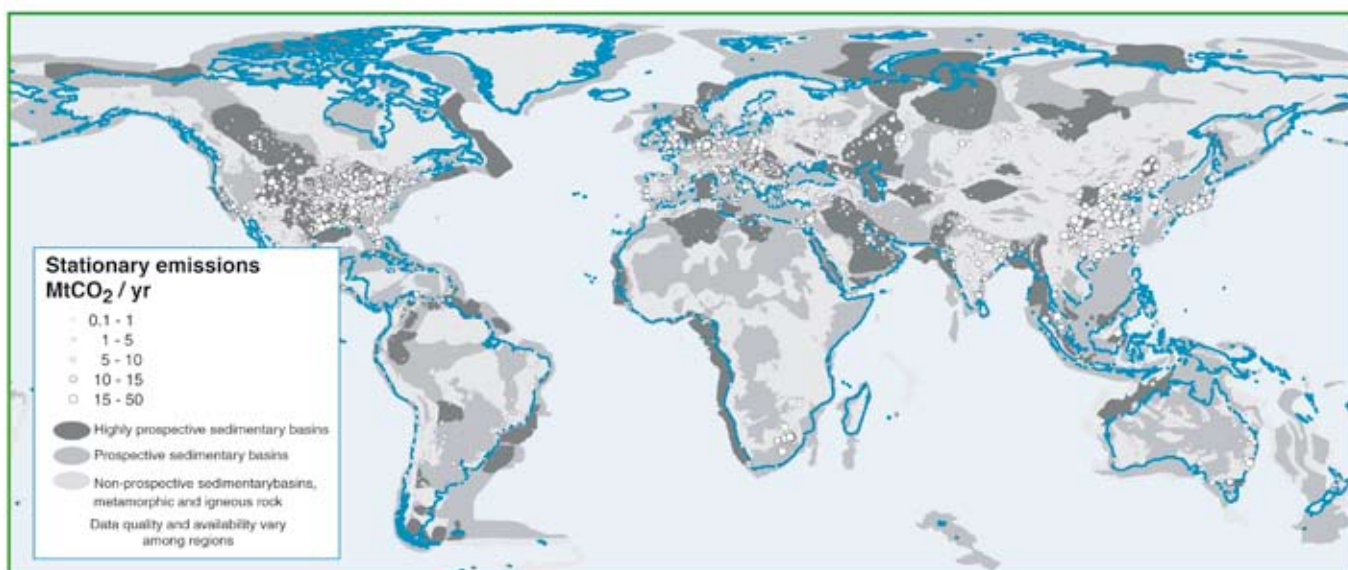 Stationary emissions
MtCO₂ / yr
0.1 - 1
1 - 5
5 - 10
10 - 15
15 - 50
Highly prospective sedimentary basins
Prospective sedimentary basins
Non-prospective sedimentarybasins,
metamorphic and igneous rock
Data quality and availability vary
among regions